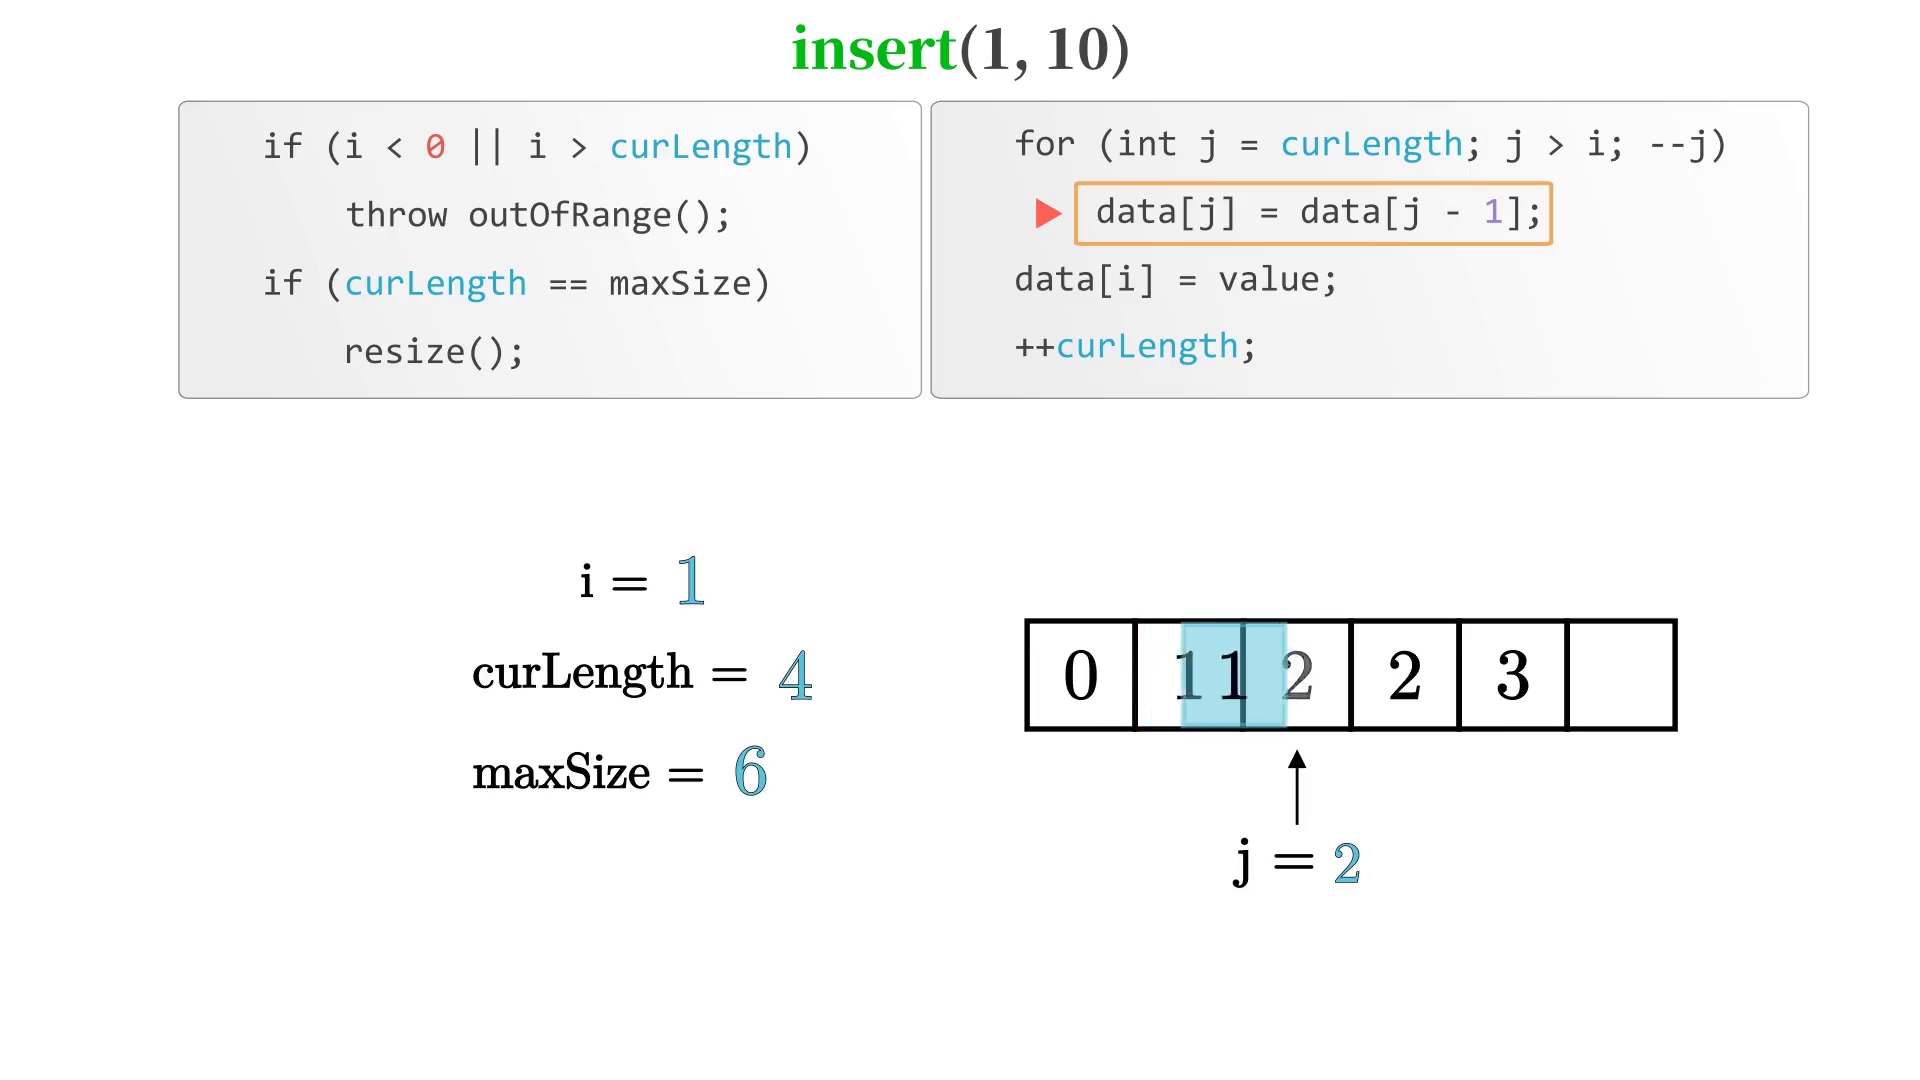 insert(1, 10)
if (i < 0 || i > curLength)
throw outOfRange();
if (curLength == maxSize)
resize();
for (int j = curLength; j > i; --j)
data[j] = data[j - 1];
data[i] = value;
++curLength;
i = 1
curLength = 4
maxSize = 6
0 1 1 2 2 3
j = 2